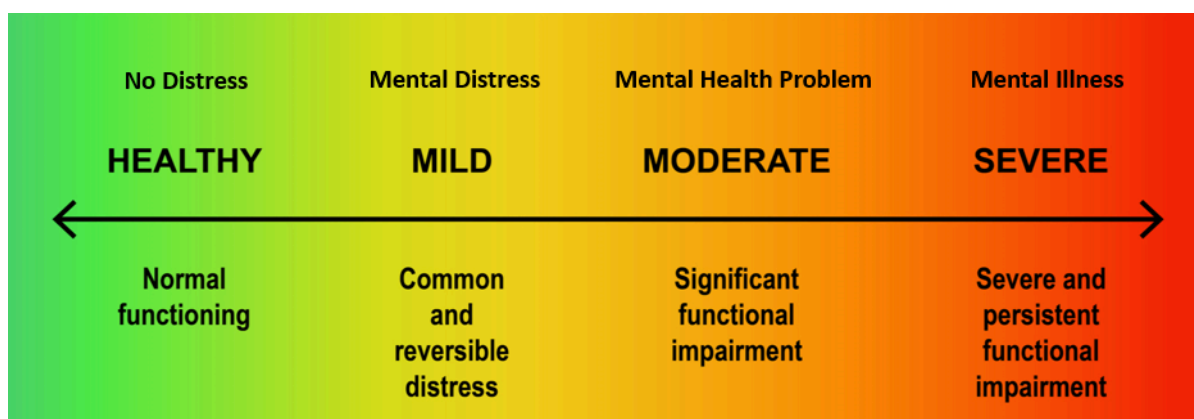 No Distress
Mental Distress
Mental Health Problem
Mental Illness
HEALTHY
MILD
MODERATE
SEVERE
Normal
functioning
Common
and
reversible
distress
Significant
functional
impairment
Severe and
persistent
functional
impairment